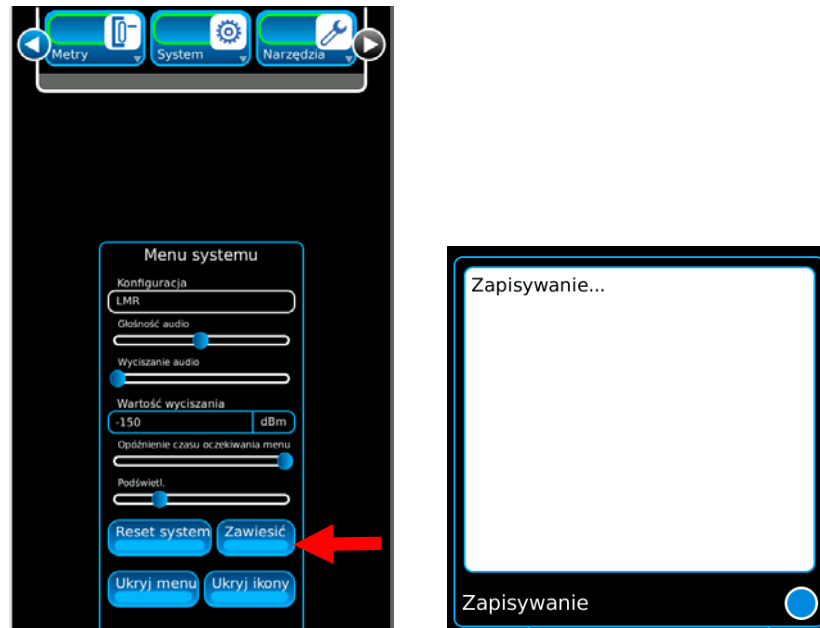 Metry
System
Narzędzia
Menu systemu
Konfiguracja
LMR
Głośność audio
Wyciszanie audio
Wartość wyciszania
-150 dBm
Opóźnienie czasu oczekiwania menu
Podświetl.
Reset system Zawiesić
Ukryj menu Ukryj ikony
Zapisywanie...
Zapisywanie